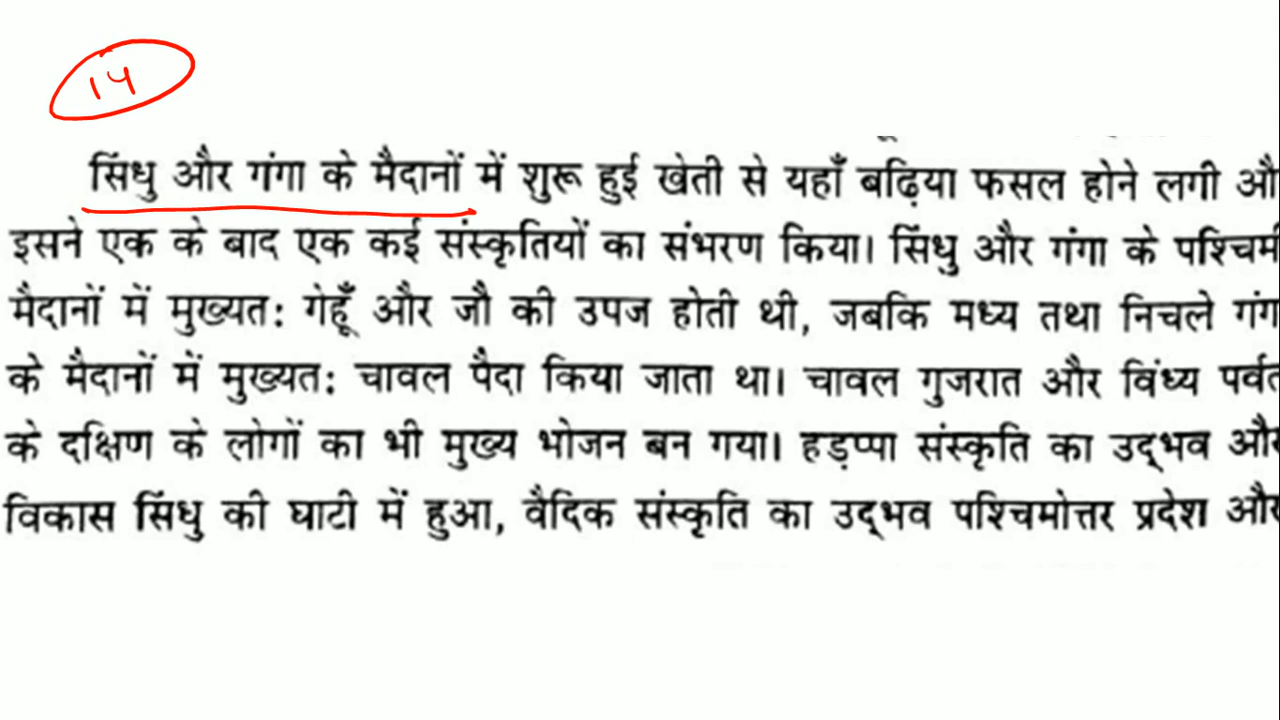 14
सिंधु और गंगा के मैदानों में शुरू हुई खेती से यहाँ बढ़िया फसल होने लगी औ
इसने एक के बाद एक कई संस्कृतियों का संभरण किया। सिंधु और गंगा के पश्चिमी
मैदानों में मुख्यत: गेहूँ और जौ की उपज होती थी, जबकि मध्य तथा निचले गंग
के मैदानों में मुख्यत: चावल पैदा किया जाता था। चावल गुजरात और विंध्य पर्वत
के दक्षिण के लोगों का भी मुख्य भोजन बन गया। हड़प्पा संस्कृति का उद्भव और
विकास सिंधु की घाटी में हुआ, वैदिक संस्कृति का उद्भव पश्चिमोत्तर प्रदेश और